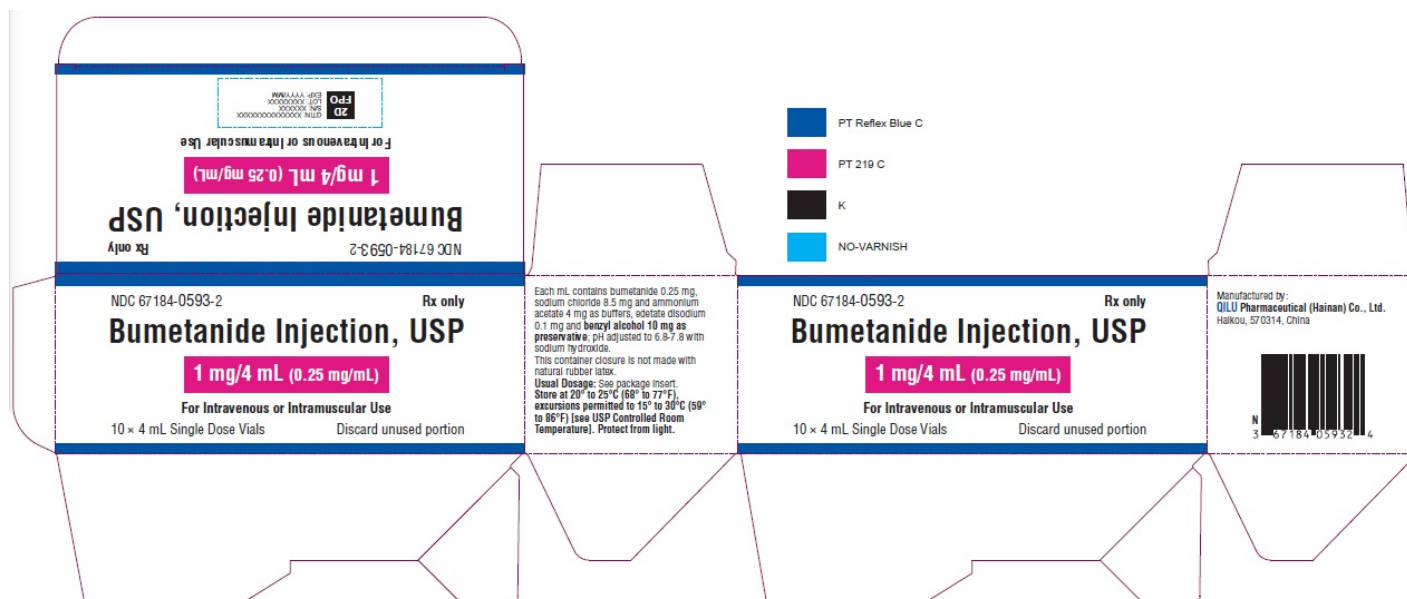 NDC 67184-0593-2 Rx only
Bumetanide Injection, USP
1 mg/4 mL (0.25 mg/mL)
For Intravenous or Intramuscular Use
2D
FPO
GTIN: XXXXXXXXXXXXXX
S/N: XXXXXX
LOT: XXXXXXXX
EXP: YYYY/MM
PT Reflex Blue C
PT 219 C
K
NO-VARNISH
NDC 67184-0593-2 Rx only
Bumetanide Injection, USP
1 mg/4 mL (0.25 mg/mL)
For Intravenous or Intramuscular Use
10 × 4 mL Single Dose Vials Discard unused portion
Each mL contains bumetanide 0.25 mg,
sodium chloride 8.5 mg and ammonium
acetate 4 mg as buffers, edetate disodium
0.1 mg and benzyl alcohol 10 mg as
preservative; pH adjusted to 6.8-7.8 with
sodium hydroxide.
This container closure is not made with
natural rubber latex.
Usual Dosage: See package insert.
Store at 20° to 25°C (68° to 77°F),
excursions permitted to 15° to 30°C (59°
to 86°F) [see USP Controlled Room
Temperature]. Protect from light.
NDC 67184-0593-2 Rx only
Bumetanide Injection, USP
1 mg/4 mL (0.25 mg/mL)
For Intravenous or Intramuscular Use
10 × 4 mL Single Dose Vials Discard unused portion
Manufactured by:
QILU Pharmaceutical (Hainan) Co., Ltd.
Haikou, 570314, China
N
3 67184 05932 4